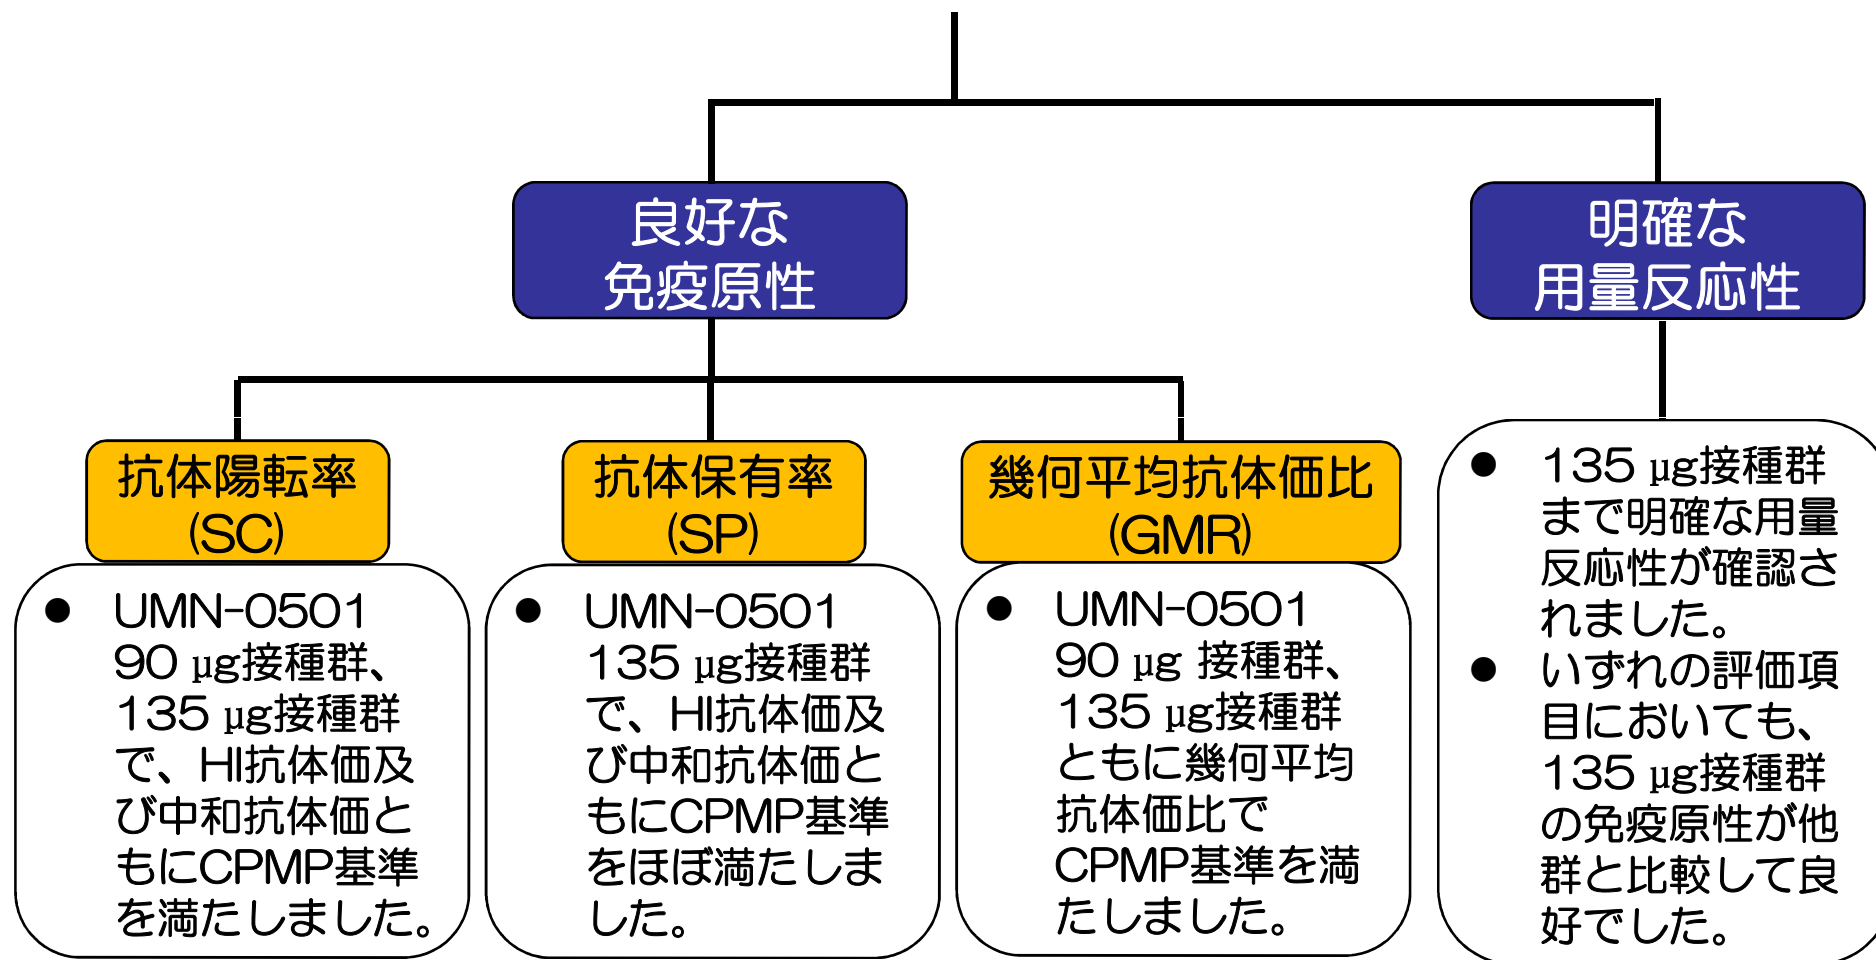 良好な
免疫原性
明確な
用量反応性
抗体陽転率
(SC)
● UMN-0501
90 µg接種群、
135 µg接種群
で、HI抗体価及
び中和抗体価と
もにCPMP基準
を満たしました。
抗体保有率
(SP)
● UMN-0501
135 µg接種群
で、HI抗体価及
び中和抗体価と
もにCPMP基準
をほぼ満たしま
した。
幾何平均抗体価比
(GMR)
● UMN-0501
90 µg 接種群、
135 µg接種群
ともに幾何平均
抗体価比で
CPMP基準を満
たしました。
● 135 µg接種群
まで明確な用量
反応性が確認さ
れました。
● いずれの評価項
目においても、
135 µg接種群
の免疫原性が他
群と比較して良
好でした。